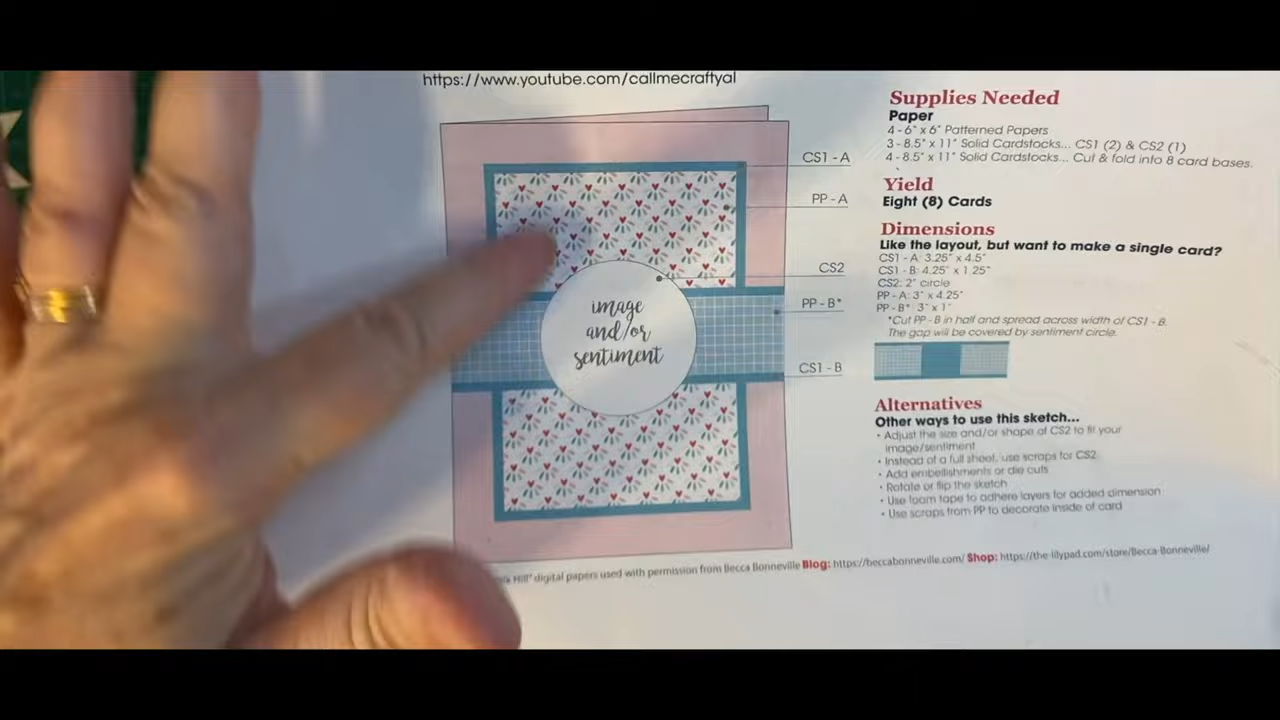 https://www.youtube.com/callmecraftyal
CS1 - A
PP - A
CS2
PP - B*
CS1 - B
image
and/or
sentiment
Supplies Needed
Paper
4 - 6" x 6" Patterned Papers
3 - 8.5" x 11" Solid Cardstocks... CS1 (2) & CS2 (1)
4 - 8.5" x 11" Solid Cardstocks... Cut & fold into 8 card bases.
Yield
Eight (8) Cards
Dimensions
Like the layout, but want to make a single card?
CS1 - A: 3.25" x 4.5"
CS1 - B: 4.25" x 1.25"
CS2: 2" circle
PP - A: 3" x 4.25"
PP - B*: 3" x 1"
*Cut PP - B in half and spread across width of CS1 - B.
The gap will be covered by sentiment circle.
Alternatives
Other ways to use this sketch...
• Adjust the size and/or shape of CS2 to fit your
image/sentiment
• Instead of a full sheet, use scraps for CS2
• Add embellishments or die cuts
• Rotate or flip the sketch
• Use foam tape to adhere layers for added dimension
• Use scraps from PP to decorate inside of card
Hill" digital papers used with permission from Becca Bonneville Blog: https://beccabonneville.com/ Shop: https://the-lilypad.com/store/Becca-Bonneville/